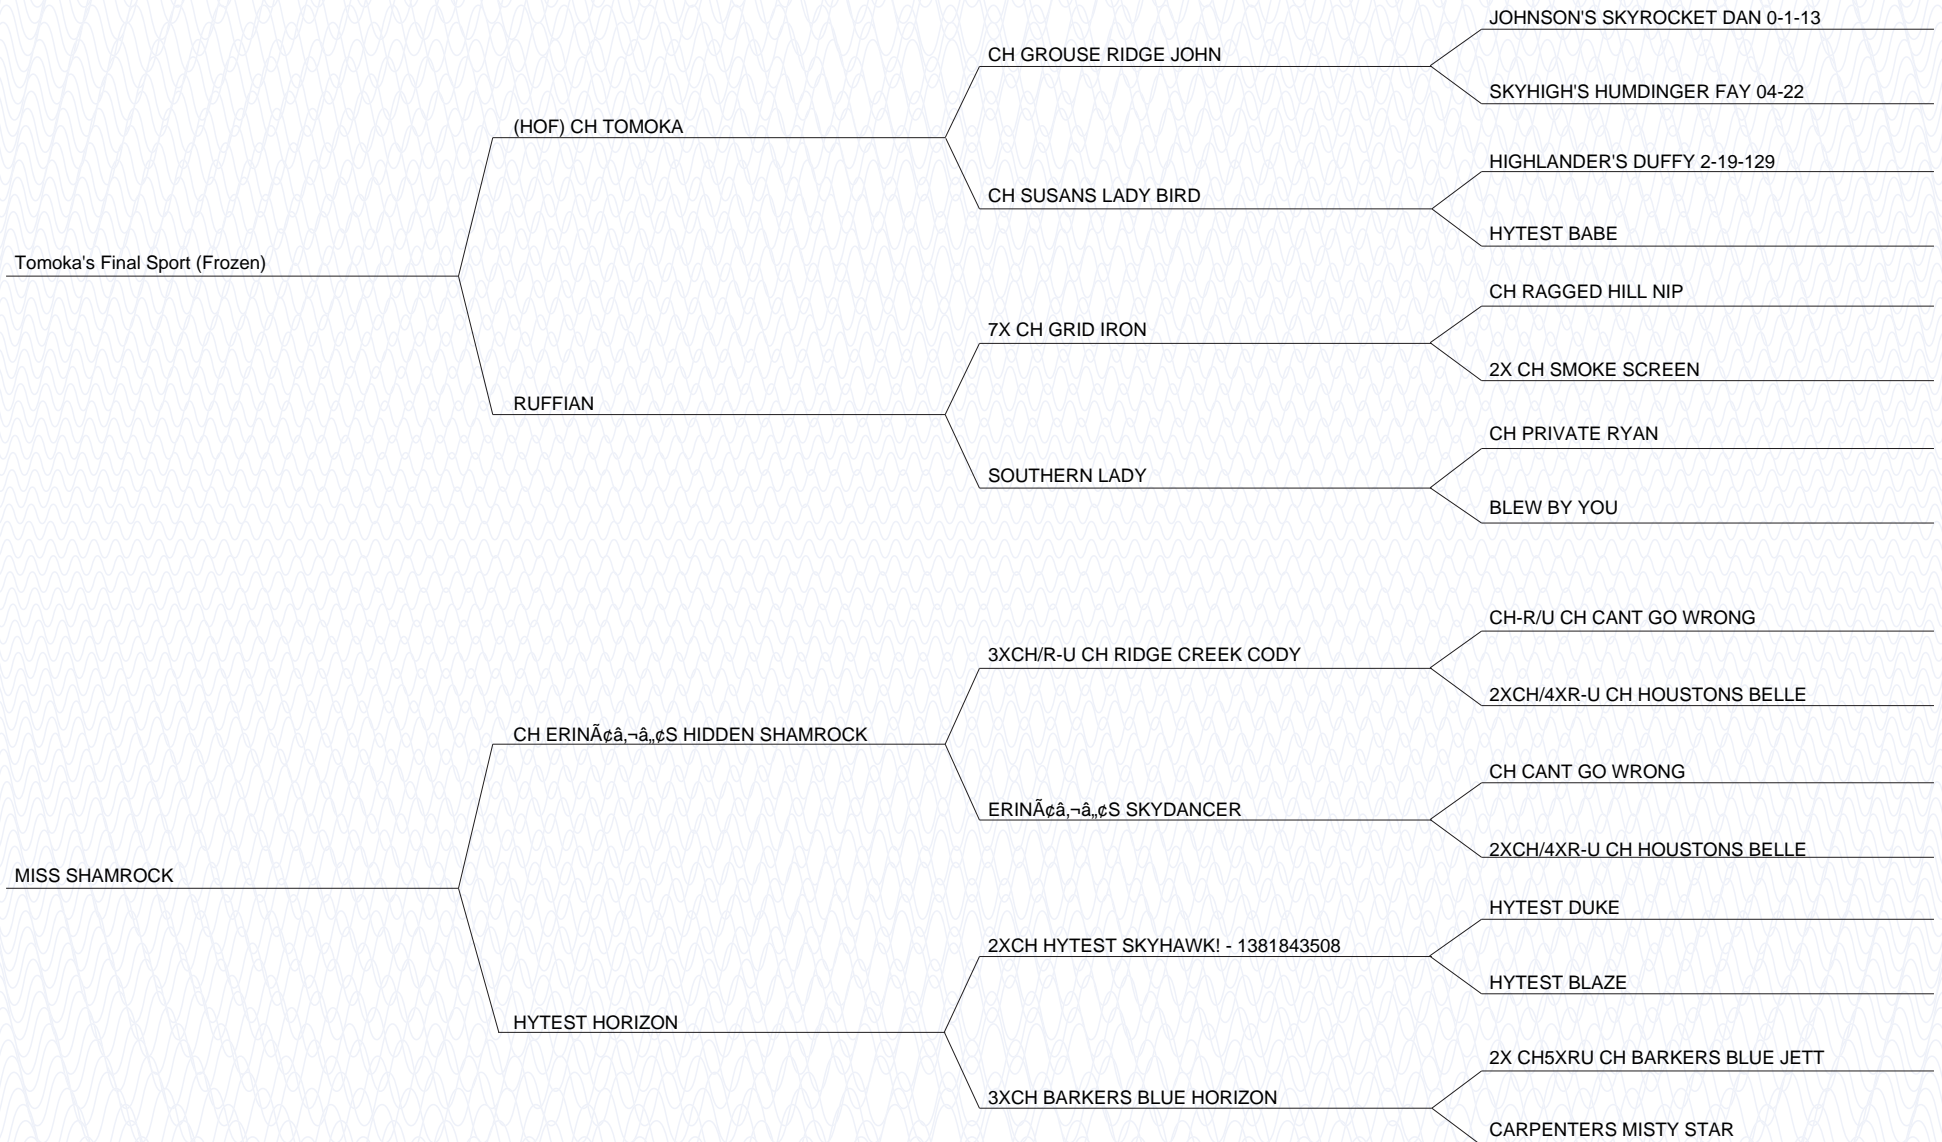 JOHNSON'S SKYROCKET DAN 0-1-13
CH GROUSE RIDGE JOHN
SKYHIGH'S HUMDINGER FAY 04-22
(HOF) CH TOMOKA
HIGHLANDER'S DUFFY 2-19-129
CH SUSANS LADY BIRD
HYTEST BABE
Tomoka's Final Sport (Frozen)
CH RAGGED HILL NIP
7X CH GRID IRON
2X CH SMOKE SCREEN
RUFFIAN
CH PRIVATE RYAN
SOUTHERN LADY
BLEW BY YOU
CH-R/U CH CANT GO WRONG
3XCH/R-U CH RIDGE CREEK CODY
2XCH/4XR-U CH HOUSTONS BELLE
CH ERINÃ¢â‚¬â„¢S HIDDEN SHAMROCK
CH CANT GO WRONG
ERINÃ¢â‚¬â„¢S SKYDANCER
2XCH/4XR-U CH HOUSTONS BELLE
MISS SHAMROCK
HYTEST DUKE
2XCH HYTEST SKYHAWK! - 1381843508
HYTEST BLAZE
HYTEST HORIZON
2X CH5XRU CH BARKERS BLUE JETT
3XCH BARKERS BLUE HORIZON
CARPENTERS MISTY STAR